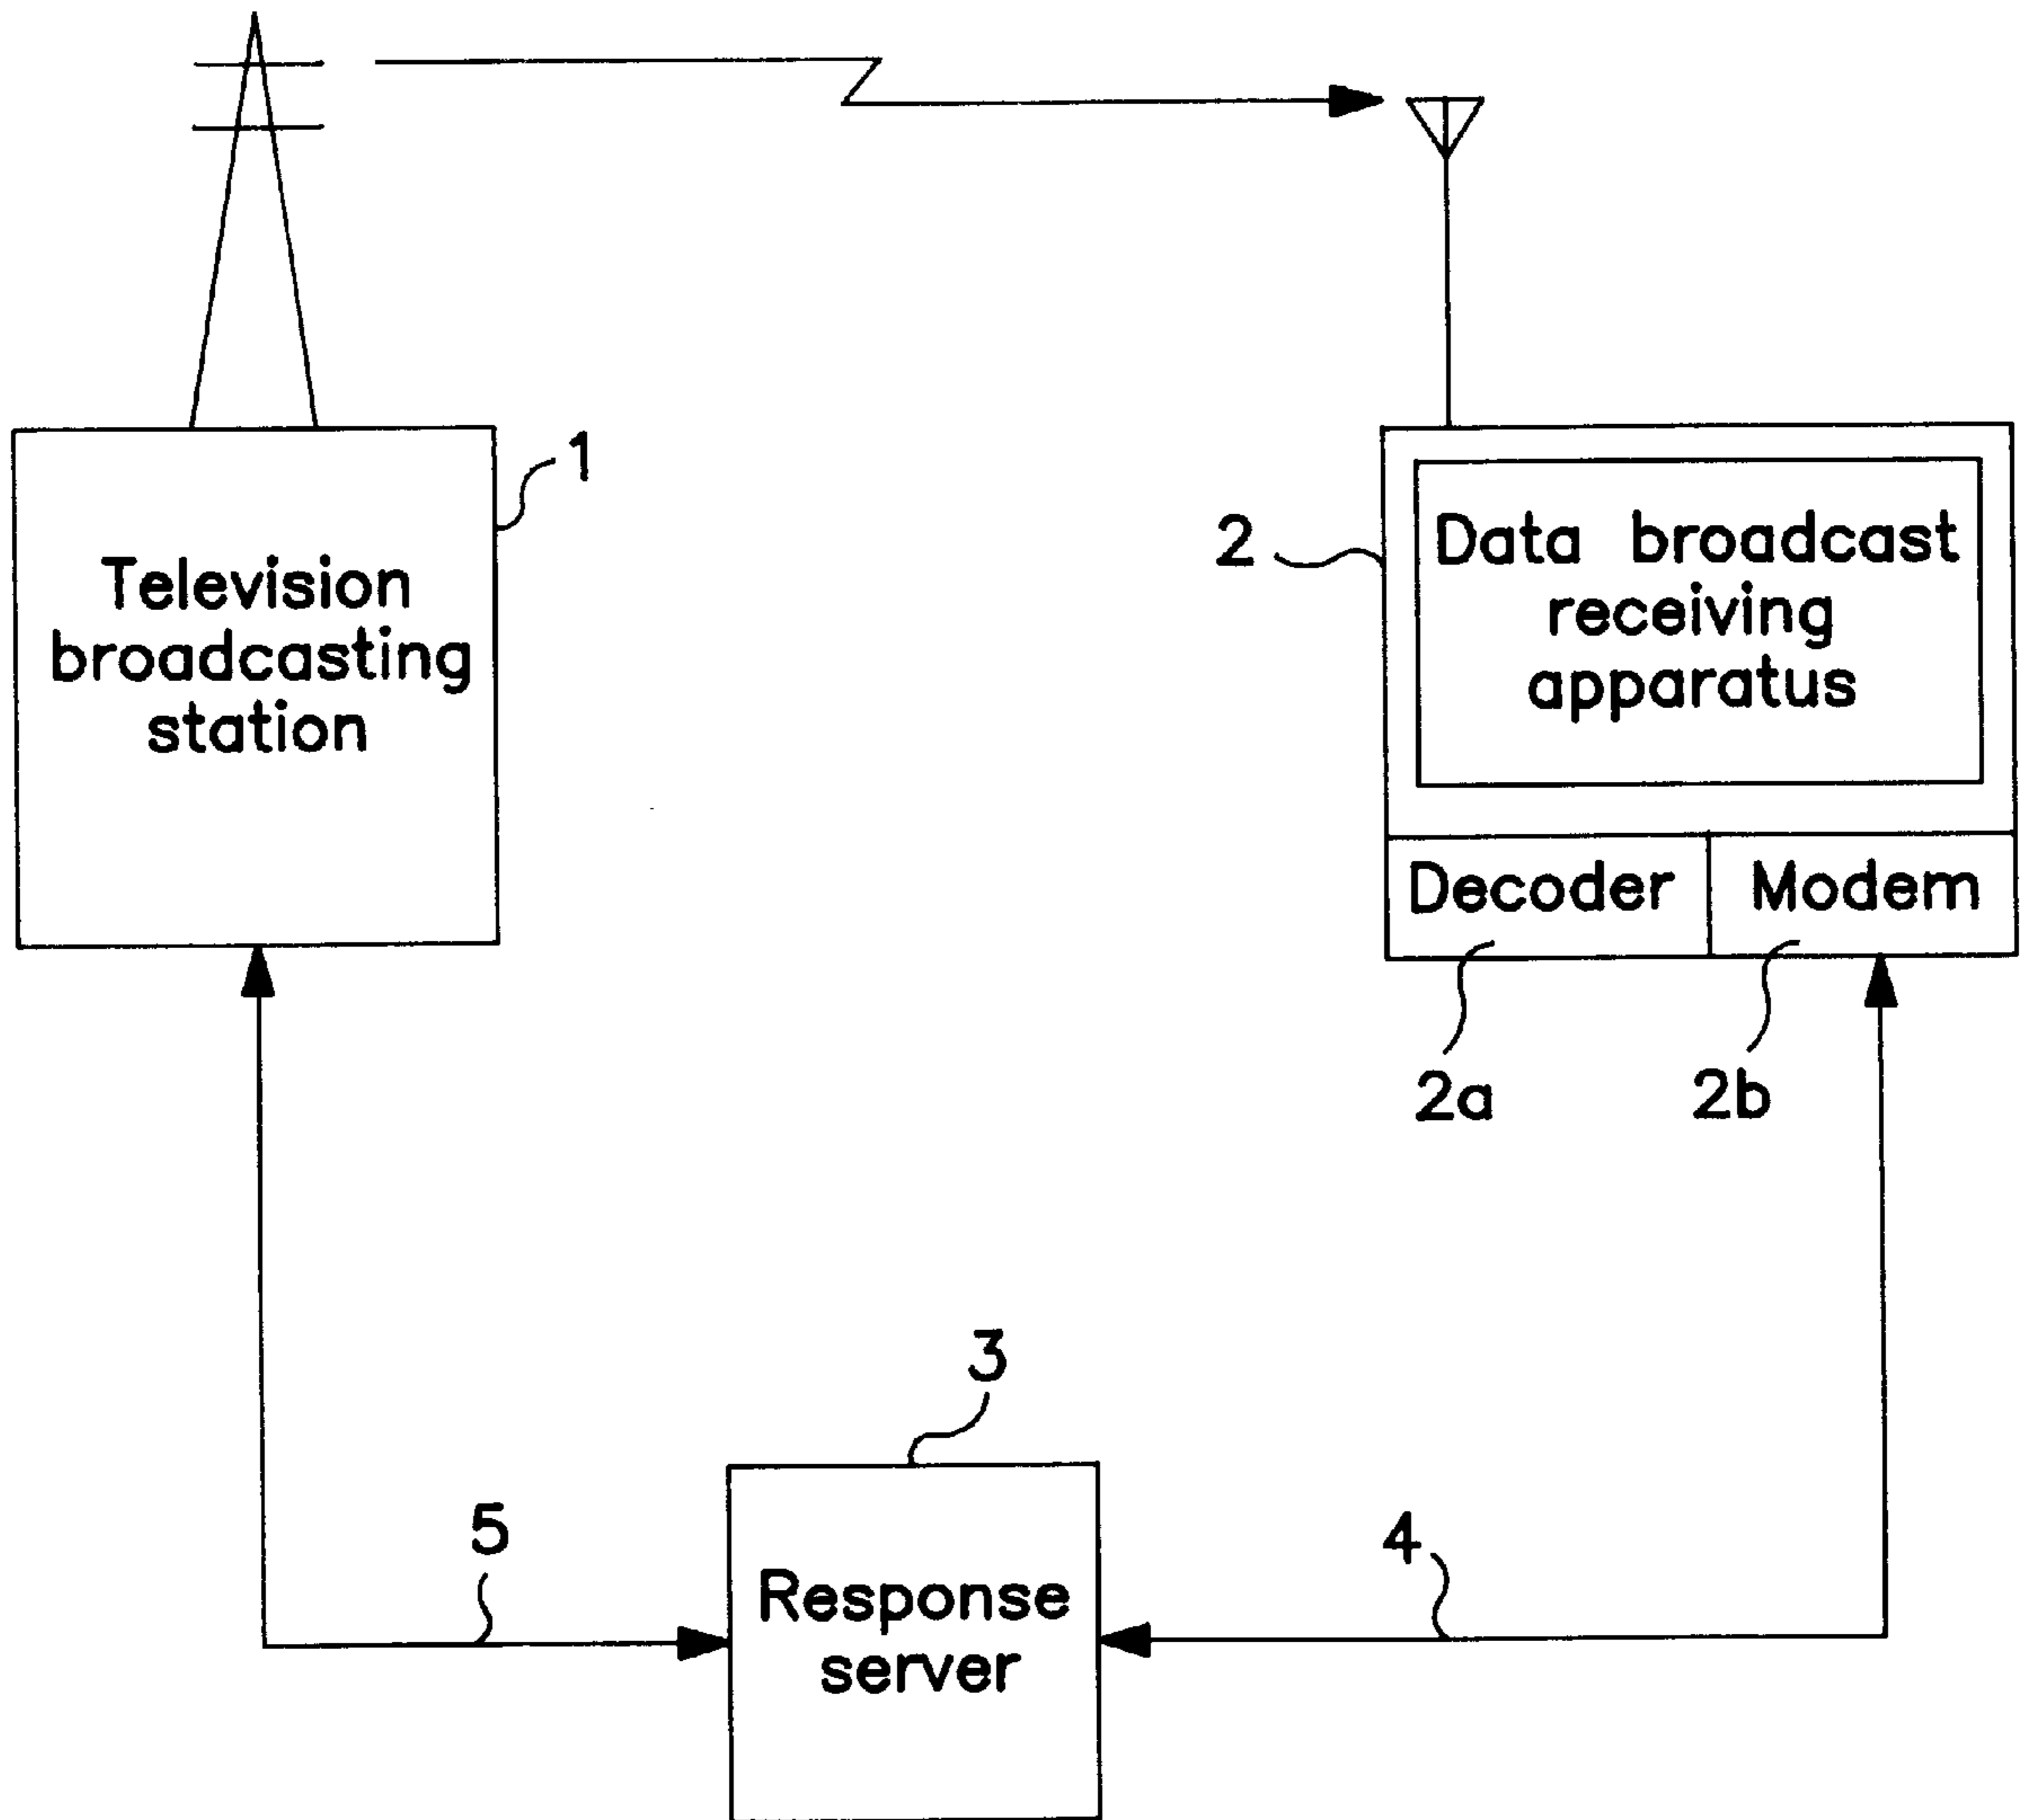 1
Television
broadcasting
station
2
Data broadcast
receiving
apparatus
Decoder
Modem
2a
2b
3
5
4
Response
server